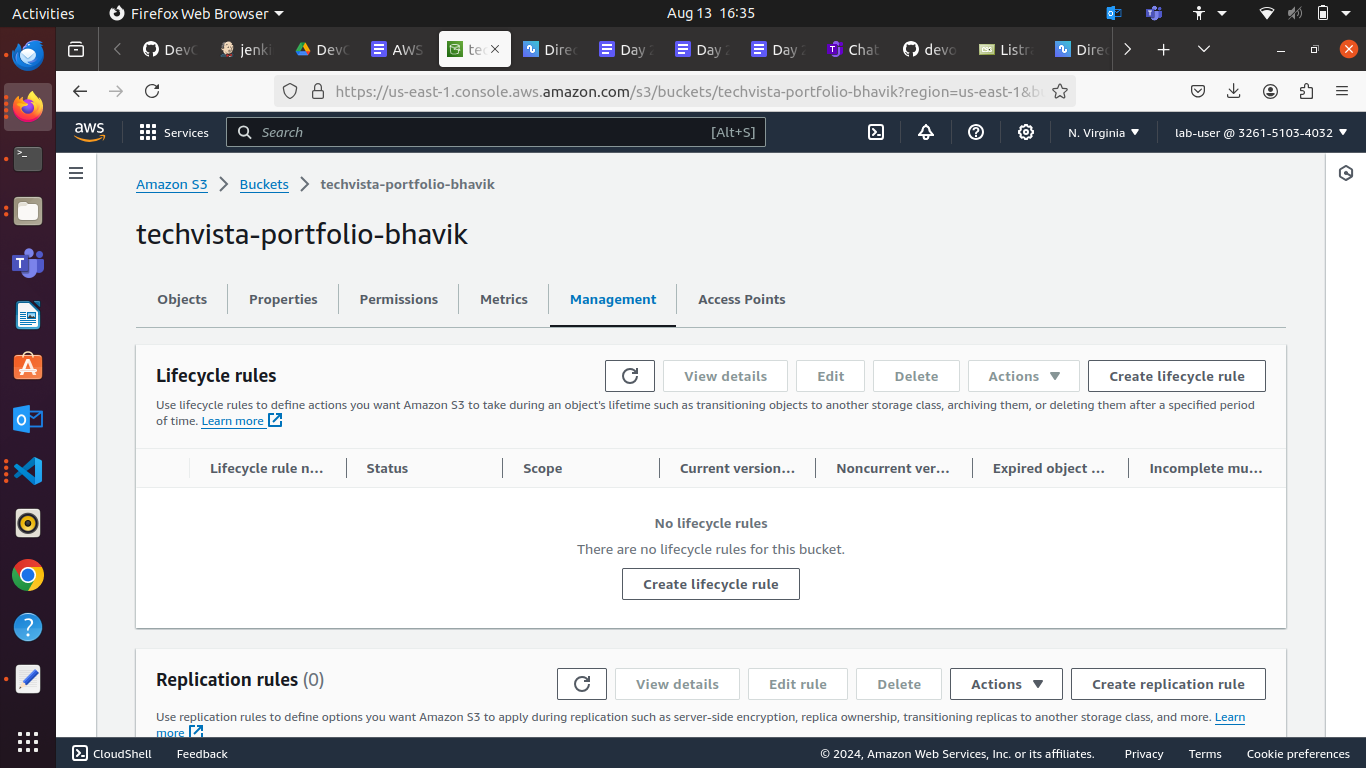 Activities Firefox Web Browser Aug 13 16:35
DevO jenki DevO AWS tec Direc Day 2 Day 2 Day 2 Chat devo Listra Direc
https://us-east-1.console.aws.amazon.com/s3/buckets/techvista-portfolio-bhavik?region=us-east-1&b
aws Services Search [Alt+S] N. Virginia lab-user @ 3261-5103-4032
Amazon S3 Buckets techvista-portfolio-bhavik
techvista-portfolio-bhavik
Objects Properties Permissions Metrics Management Access Points
Lifecycle rules View details Edit Delete Actions Create lifecycle rule
Use lifecycle rules to define actions you want Amazon S3 to take during an object's lifetime such as transitioning objects to another storage class, archiving them, or deleting them after a specified period
of time. Learn more
Lifecycle rule n... Status Scope Current version... Noncurrent ver... Expired object ... Incomplete mu...
No lifecycle rules
There are no lifecycle rules for this bucket.
Create lifecycle rule
Replication rules (0) View details Edit rule Delete Actions Create replication rule
Use replication rules to define options you want Amazon S3 to apply during replication such as server-side encryption, replica ownership, transitioning replicas to another storage class, and more. Learn
more
CloudShell Feedback © 2024, Amazon Web Services, Inc. or its affiliates. Privacy Terms Cookie preferences